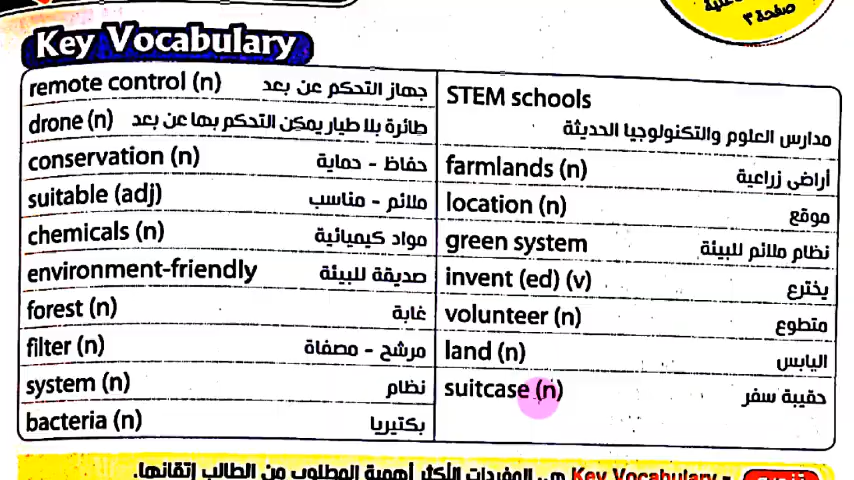 صفحة ٣
Key Vocabulary
remote control (n) جهاز التحكم عن بعد
drone (n) طائرة بلا طيار يمكن التحكم بها عن بعد
conservation (n) حفاظ - حماية
suitable (adj) ملائم - مناسب
chemicals (n) مواد كيميائية
environment-friendly صديقة للبيئة
forest (n) غابة
filter (n) مرشح - مصفاة
system (n) نظام
bacteria (n) بكتيريا
STEM schools
مدارس العلوم والتكنولوجيا الحديثة
farmlands (n) أراضى زراعية
location (n) موقع
green system نظام ملائم للبيئة
invent (ed) (v) يخترع
volunteer (n) متطوع
land (n) اليابس
suitcase (n) حقيبة سفر
- Key Vocabulary هى المفردات الأكثر أهمية المطلوب من الطالب إتقانها.